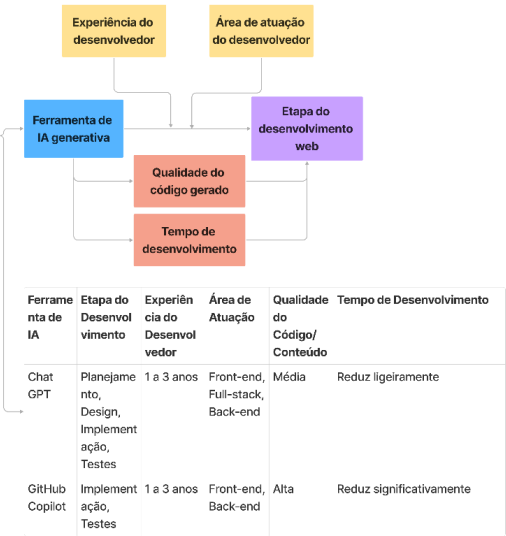 Experiência do
desenvolvedor
Área de atuação
do desenvolvedor
Ferramenta de
IA generativa
Etapa do
desenvolvimento
web
Qualidade do
código gerado
Tempo de
desenvolvimento
Ferrame
nta de
IA
Etapa do
Desenvol
vimento
Experiên
cia do
Desenvol
vedor
Área de
Atuação
Qualidade
do
Código/
Conteúdo
Tempo de Desenvolvimento
Chat
GPT
Planejame
nto,
Design,
Implement
ação,
Testes
1 a 3 anos
Front-end,
Full-stack,
Back-end
Média
Reduz ligeiramente
GitHub
Copilot
Implement
ação,
Testes
1 a 3 anos
Front-end,
Back-end
Alta
Reduz significativamente